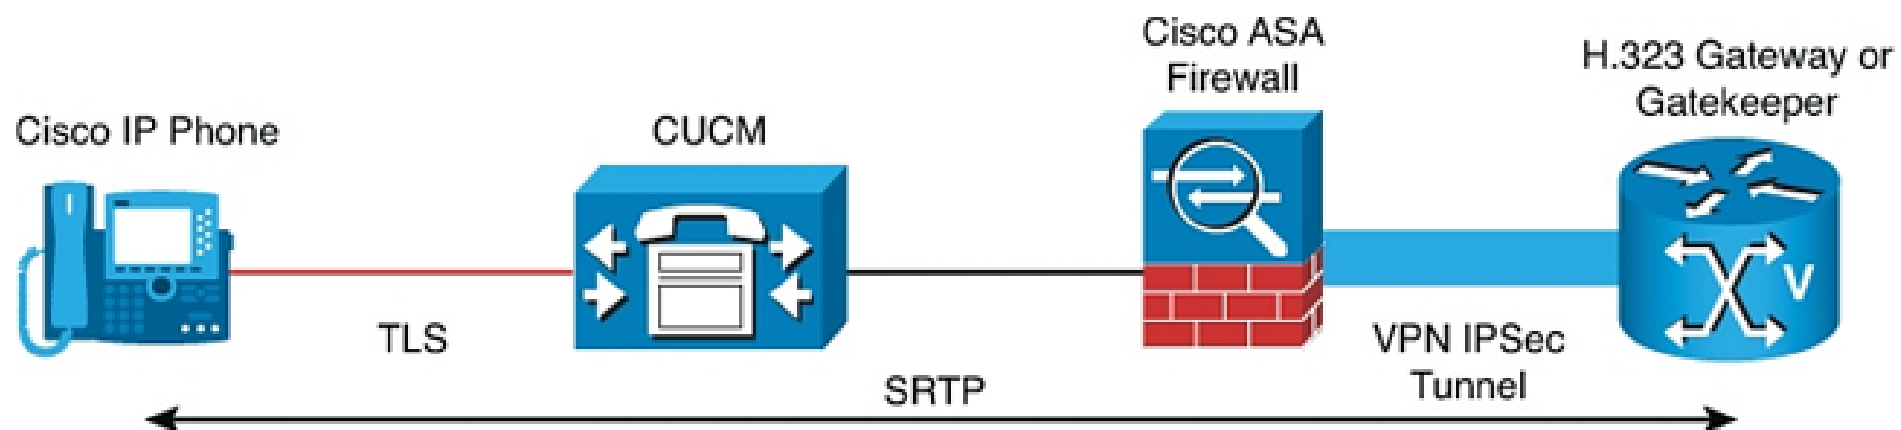 Cisco IP Phone
CUCM
Cisco ASA
Firewall
H.323 Gateway or
Gatekeeper
V
TLS
VPN IPSec
Tunnel
SRTP